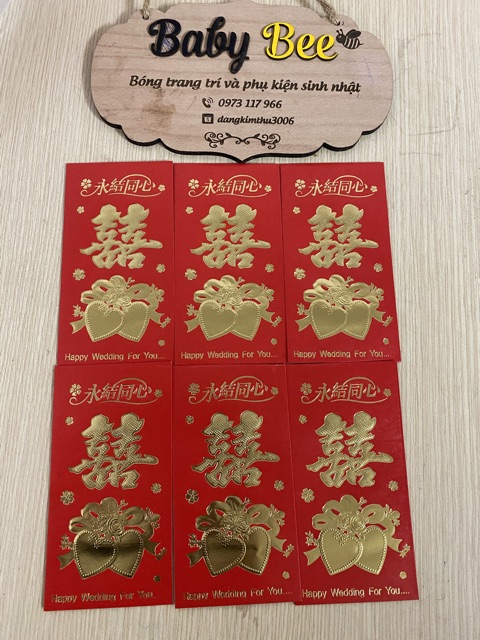 Baby Bee
Bóng trang trí và phụ kiện sinh nhật
0973 117 966
dangkimthu3006
永結同心 永結同心 永結同心
囍 囍 囍
Happy Wedding For You.... Happy Wedding For You.... Happy Wedding For You....
永結同心 永結同心 永結同心
囍 囍 囍
Happy Wedding For You.. Happy Wedding For You.... Happy Wedding For You....